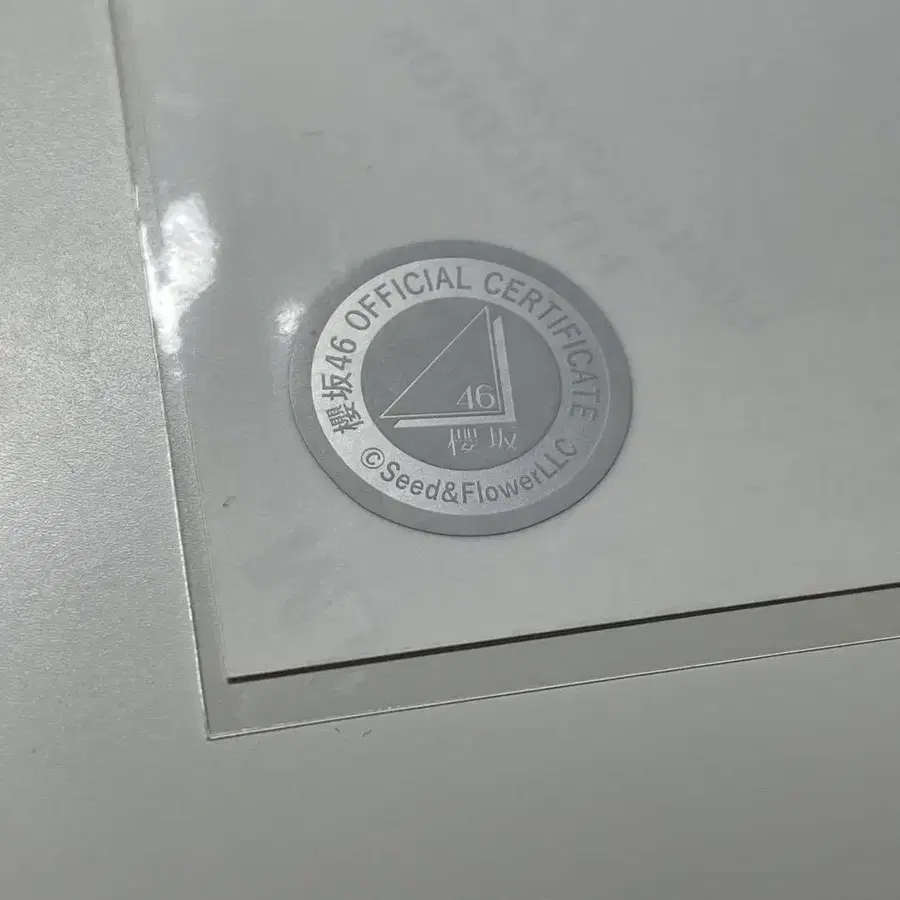 櫻坂46 OFFICIAL CERTIFICATE
46
櫻坂
©Seed&FlowerLLC